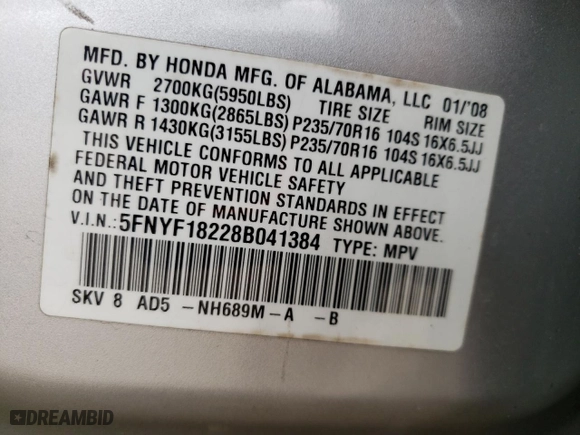 MFD. BY HONDA MFG. OF ALABAMA, LLC 01/'08
GVWR 2700KG(5950LBS) TIRE SIZE RIM SIZE
GAWR F 1300KG(2865LBS) P235/70R16 104S 16X6.5JJ
GAWR R 1430KG(3155LBS) P235/70R16 104S 16X6.5JJ
THIS VEHICLE CONFORMS TO ALL APPLICABLE
FEDERAL MOTOR VEHICLE SAFETY
AND THEFT PREVENTION STANDARDS IN EFFECT
ON THE DATE OF MANUFACTURE SHOWN ABOVE.
V.I.N.: 5FNYF18228B041384 TYPE: MPV
SKV 8 AD5 -NH689M-A -B
DREAMBID